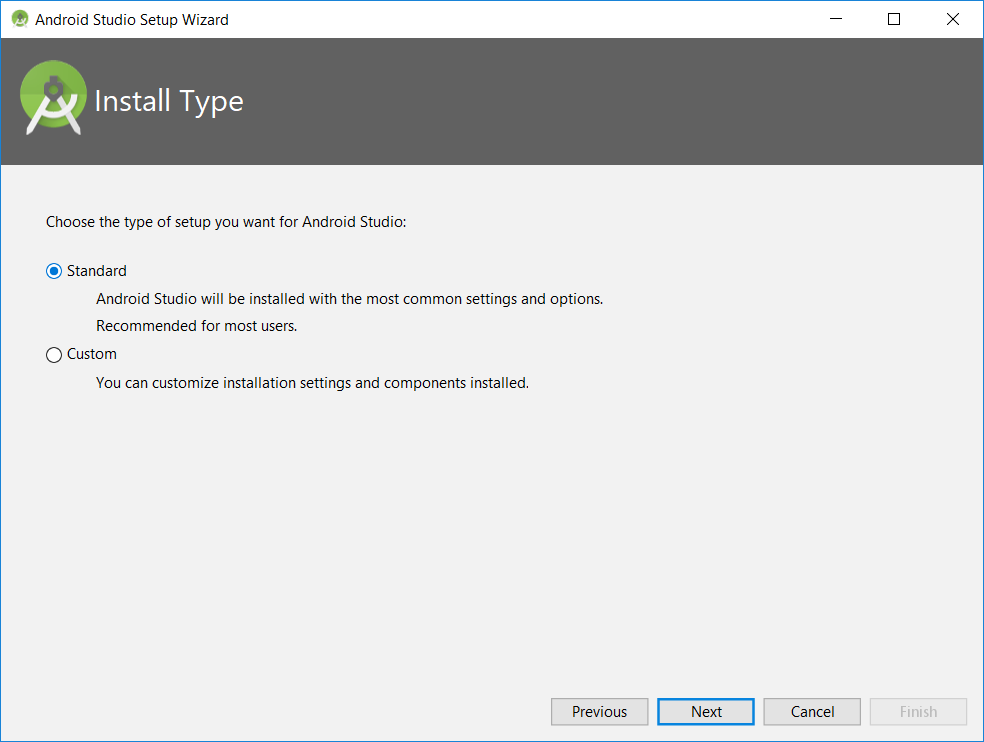 Android Studio Setup Wizard
Install Type
Choose the type of setup you want for Android Studio:
Standard
Android Studio will be installed with the most common settings and options.
Recommended for most users.
Custom
You can customize installation settings and components installed.
Previous Next Cancel Finish